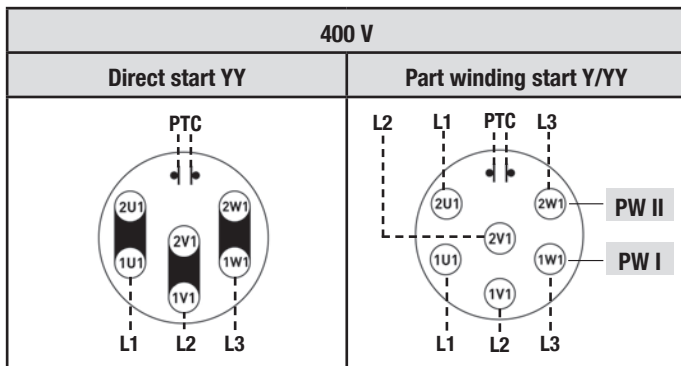 400 V
Direct start YY
Part winding start Y/YY
PTC
2U1
2W1
2V1
1U1
1W1
1V1
L1 L2 L3
L2 L1 PTC L3
2U1
2W1
PW II
2V1
1U1
1W1
PW I
1V1
L1 L2 L3